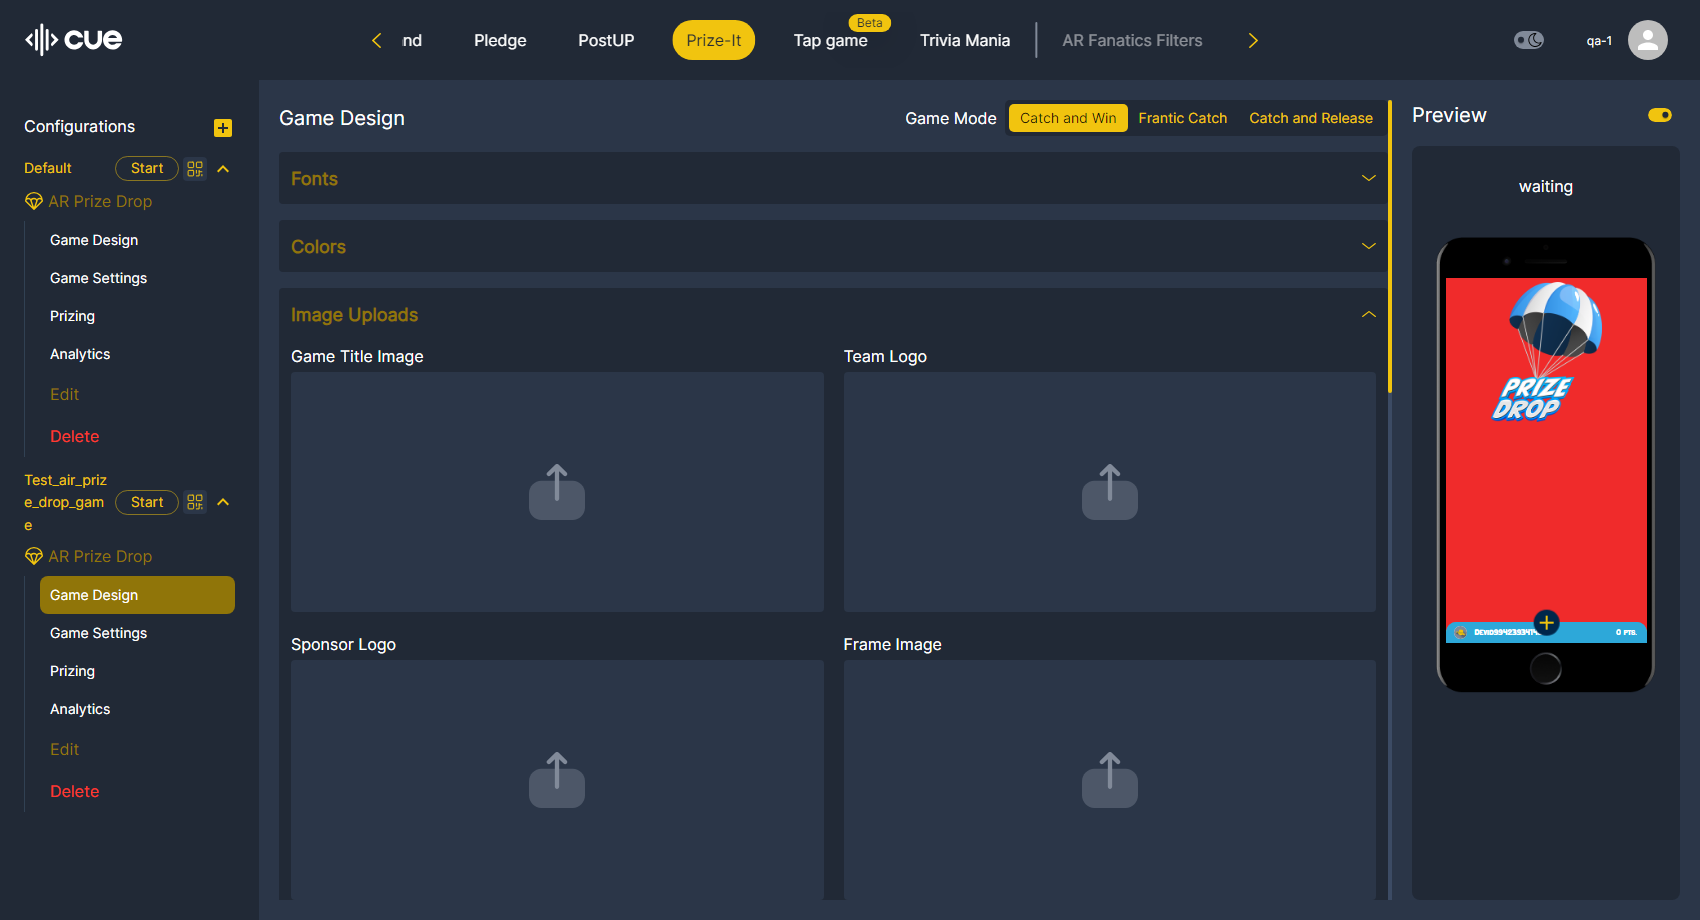 cue
nd
Pledge
PostUP
Prize-It
Beta
Tap game
Trivia Mania
AR Fanatics Filters
qa-1
Configurations
Default
Start
AR Prize Drop
Game Design
Game Settings
Prizing
Analytics
Edit
Delete
Test_air_priz
e_drop_gam
e
Start
AR Prize Drop
Game Design
Game Settings
Prizing
Analytics
Edit
Delete
Game Design
Game Mode
Catch and Win
Frantic Catch
Catch and Release
Fonts
Colors
Image Uploads
Game Title Image
Team Logo
Sponsor Logo
Frame Image
Preview
waiting
PRIZE
DROP
0 PTS.